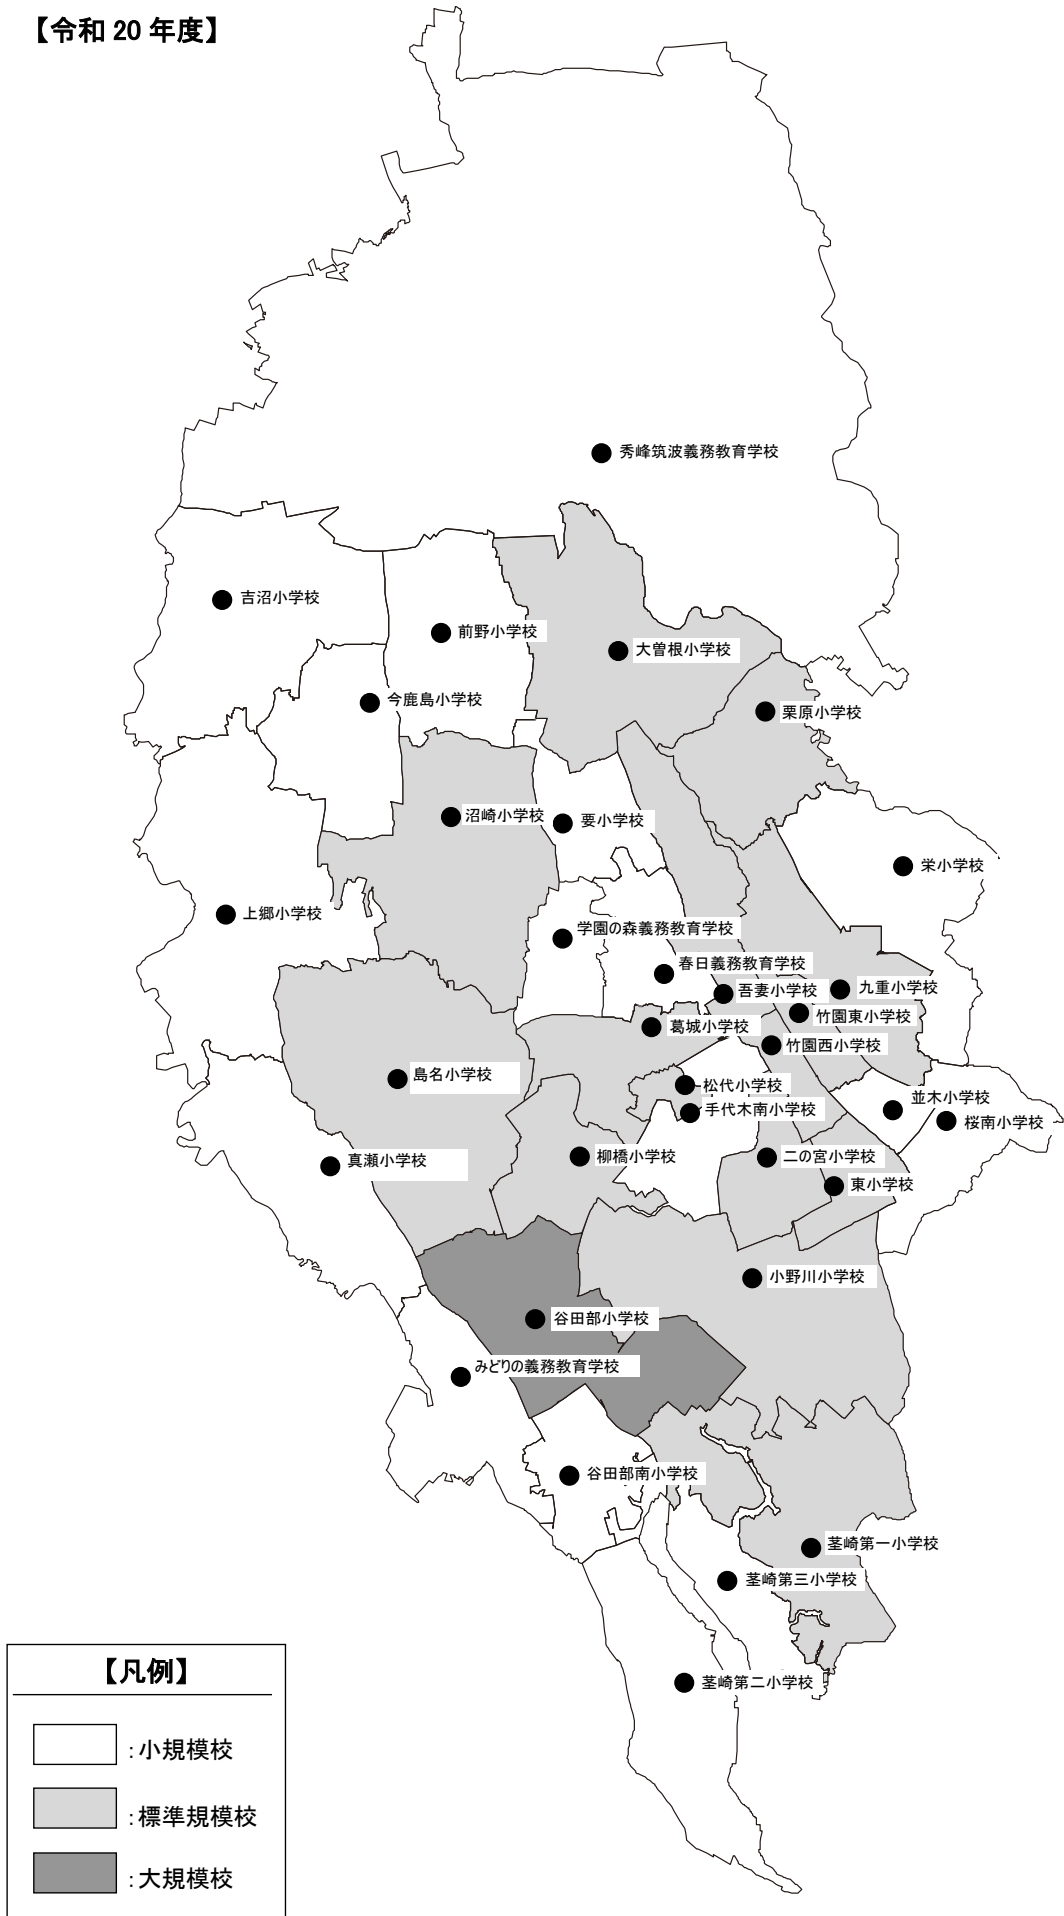 【令和 20 年度】
秀峰筑波義務教育学校
吉沼小学校
前野小学校
大曽根小学校
今鹿島小学校
栗原小学校
沼崎小学校
要小学校
栄小学校
上郷小学校
学園の森義務教育学校
春日義務教育学校
吾妻小学校
九重小学校
竹園東小学校
葛城小学校
竹園西小学校
島名小学校
松代小学校
並木小学校
手代木南小学校
桜南小学校
真瀬小学校
柳橋小学校
二の宮小学校
東小学校
小野川小学校
谷田部小学校
みどりの義務教育学校
谷田部南小学校
茎崎第一小学校
茎崎第三小学校
茎崎第二小学校
【凡例】
:小規模校
:標準規模校
:大規模校